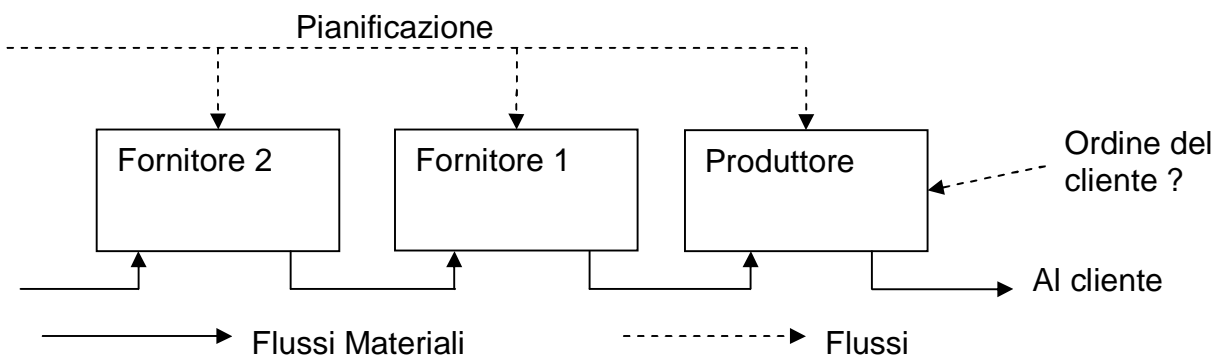 Pianificazione
Fornitore 2
Fornitore 1
Produttore
Ordine del
cliente ?
Al cliente
Flussi Materiali
Flussi